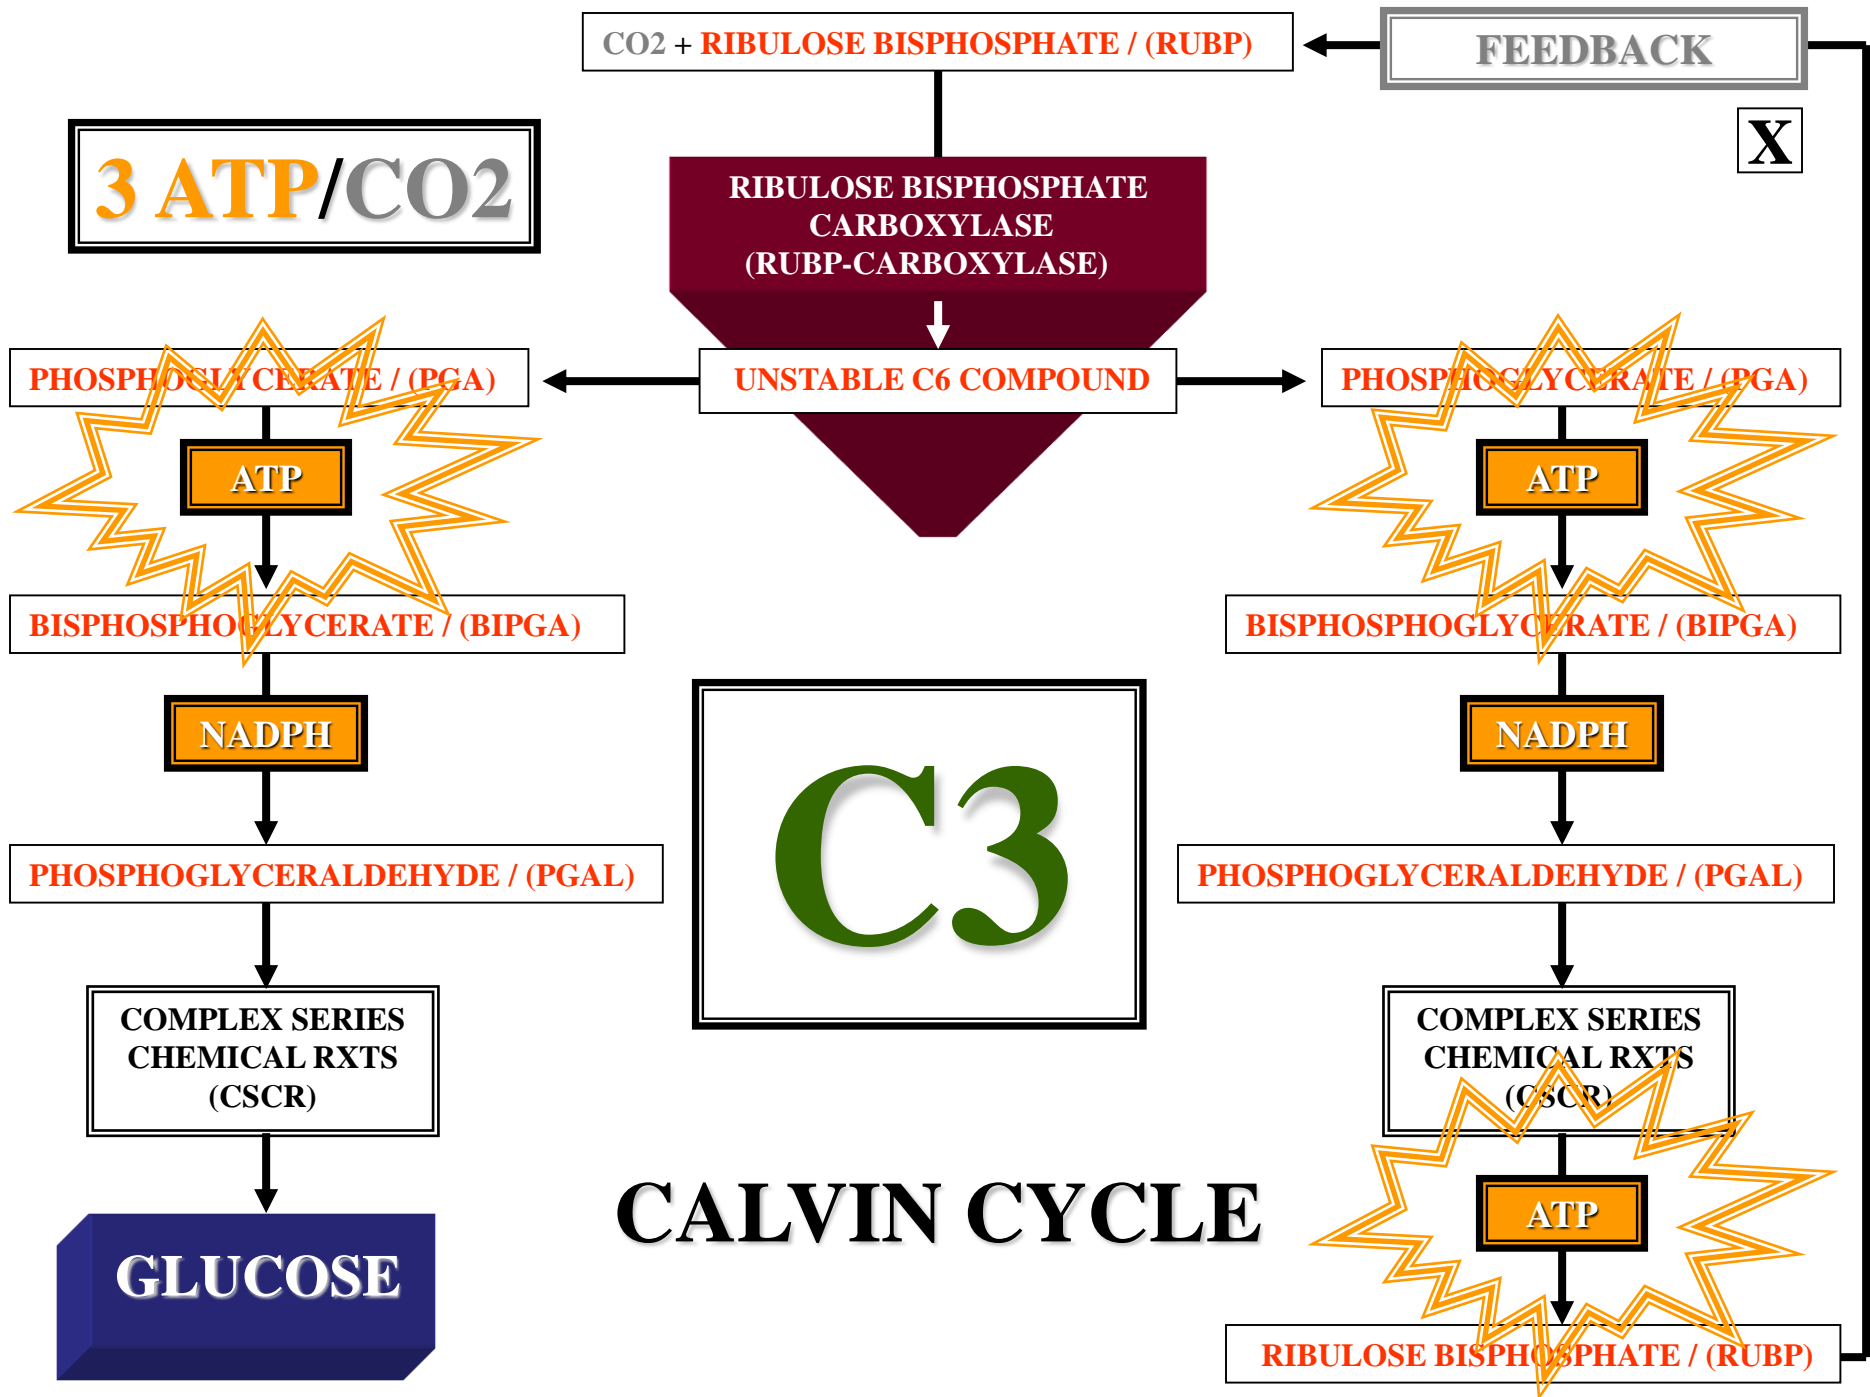 CO2 + RIBULOSE BISPHOSPHATE / (RUBP)
FEEDBACK
X
3 ATP/CO2
RIBULOSE BISPHOSPHATE
CARBOXYLASE
(RUBP-CARBOXYLASE)
PHOSPHOGLYCERATE / (PGA)
UNSTABLE C6 COMPOUND
PHOSPHOGLYCERATE / (PGA)
ATP
ATP
BISPHOSPHOGLYCERATE / (BIPGA)
BISPHOSPHOGLYCERATE / (BIPGA)
NADPH
NADPH
C3
PHOSPHOGLYCERALDEHYDE / (PGAL)
PHOSPHOGLYCERALDEHYDE / (PGAL)
COMPLEX SERIES
CHEMICAL RXTS
(CSCR)
COMPLEX SERIES
CHEMICAL RXTS
(CSCR)
CALVIN CYCLE
ATP
GLUCOSE
RIBULOSE BISPHOSPHATE / (RUBP)